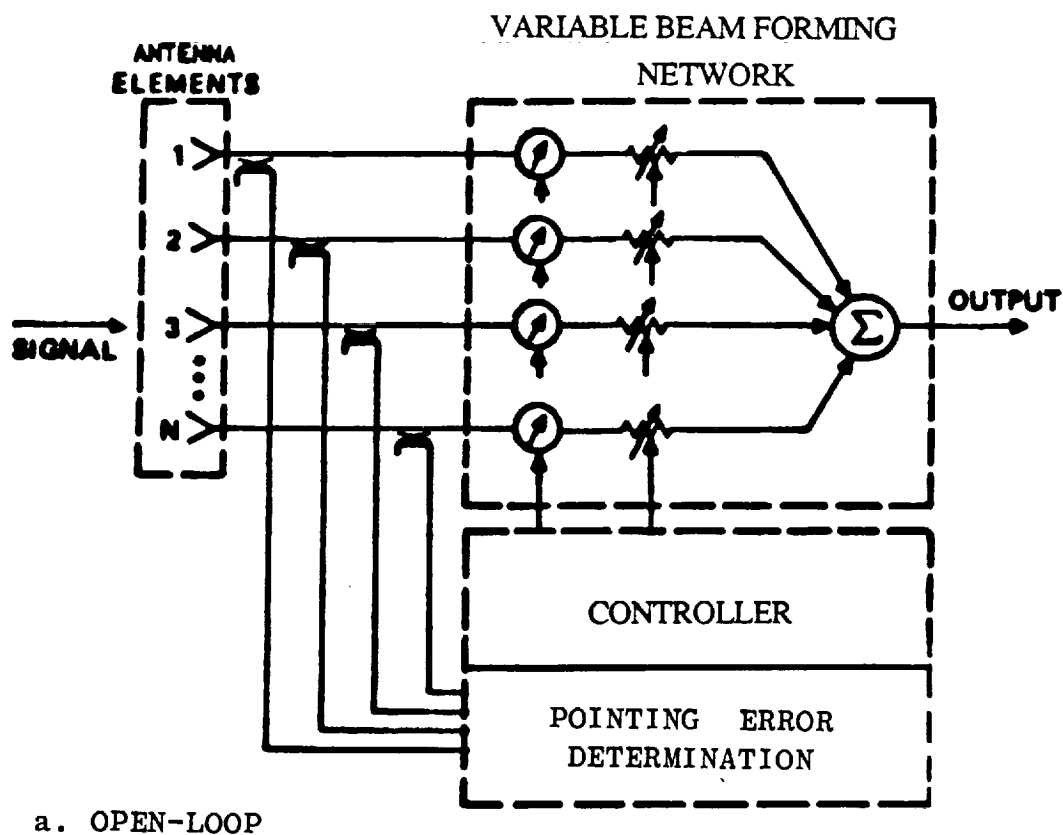 VARIABLE BEAM FORMING
NETWORK
ANTENNA
ELEMENTS
1
2
3
N
SIGNAL
Σ
OUTPUT
CONTROLLER
POINTING ERROR
DETERMINATION
a. OPEN-LOOP